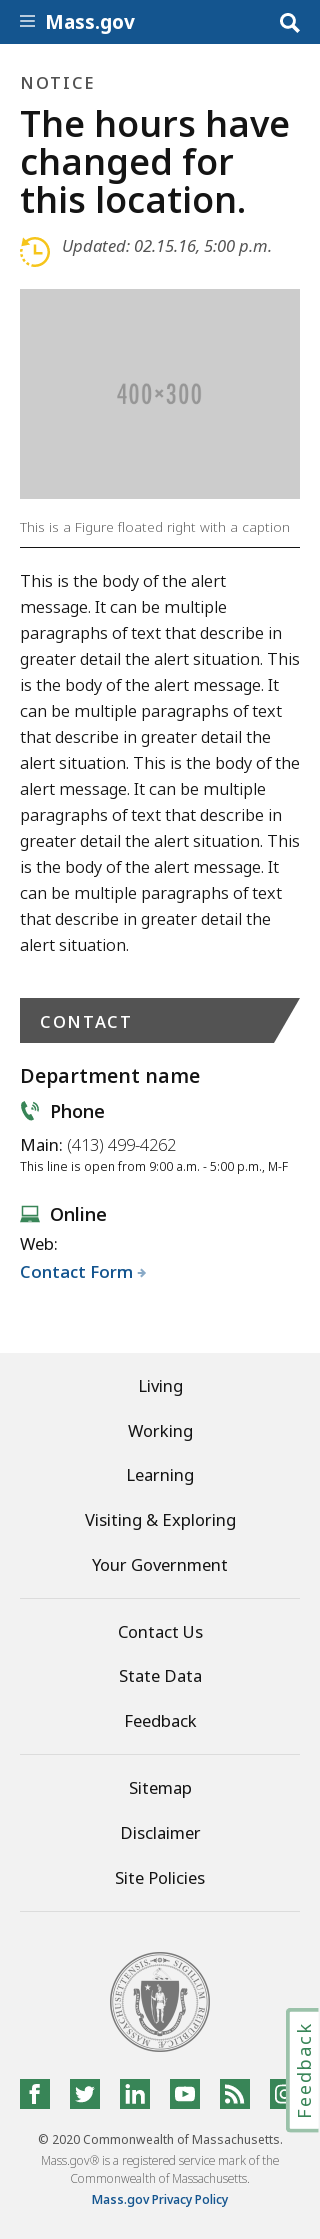 Mass.gov
NOTICE
The hours have
changed for
this location.
Updated: 02.15.16, 5:00 p.m.
400×300
This is a Figure floated right with a caption
This is the body of the alert
message. It can be multiple
paragraphs of text that describe in
greater detail the alert situation. This
is the body of the alert message. It
can be multiple paragraphs of text
that describe in greater detail the
alert situation. This is the body of the
alert message. It can be multiple
paragraphs of text that describe in
greater detail the alert situation. This
is the body of the alert message. It
can be multiple paragraphs of text
that describe in greater detail the
alert situation.
CONTACT
Department name
Phone
Main: (413) 499-4262
This line is open from 9:00 a.m. - 5:00 p.m., M-F
Online
Web:
Contact Form
Living
Working
Learning
Visiting & Exploring
Your Government
Contact Us
State Data
Feedback
Sitemap
Disclaimer
Site Policies
SIGILLUM REIPUBLICÆ MASSACHUSETTENSIS
Feedback
© 2020 Commonwealth of Massachusetts.
Mass.gov® is a registered service mark of the
Commonwealth of Massachusetts.
Mass.gov Privacy Policy